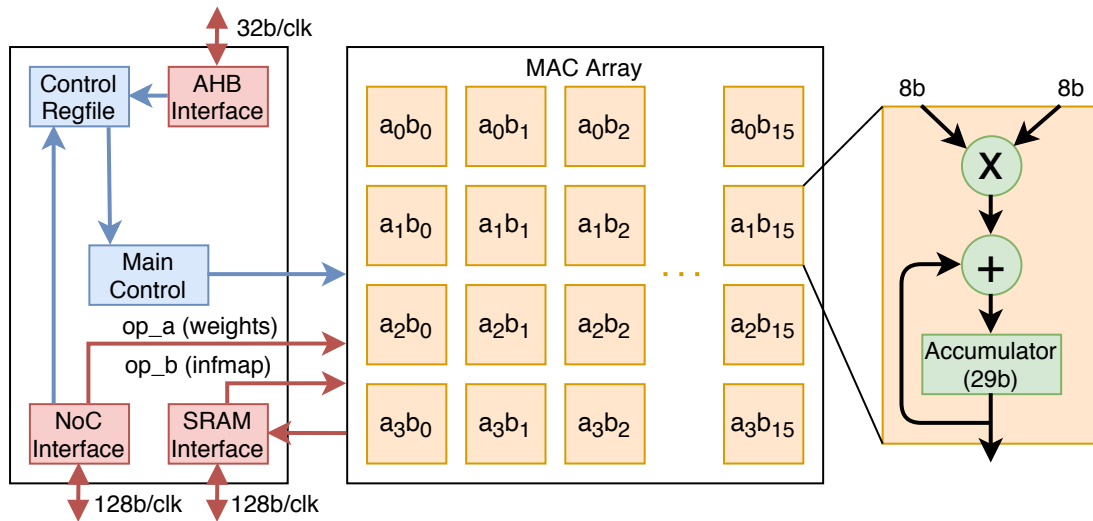 32b/clk
Control
Regfile
AHB
Interface
Main
Control
op_a (weights)
op_b (infmap)
NoC
Interface
SRAM
Interface
128b/clk
128b/clk
MAC Array
a₀b₀
a₀b₁
a₀b₂
a₀b₁₅
a₁b₀
a₁b₁
a₁b₂
a₁b₁₅
. . .
a₂b₀
a₂b₁
a₂b₂
a₂b₁₅
a₃b₀
a₃b₁
a₃b₂
a₃b₁₅
8b
8b
X
+
Accumulator
(29b)